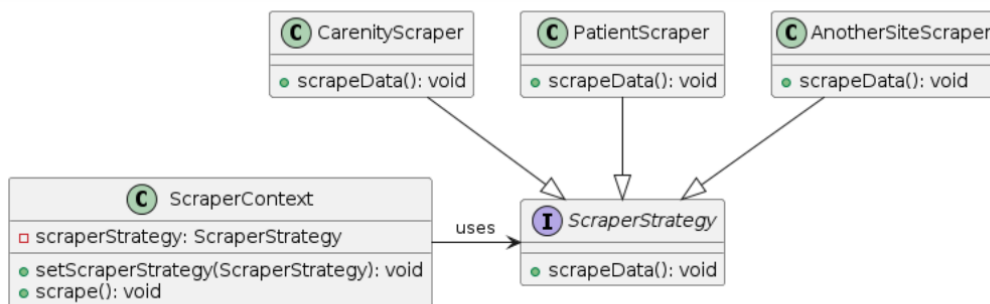 C CarenityScraper
scrapeData(): void
C PatientScraper
scrapeData(): void
C AnotherSiteScraper
scrapeData(): void
C ScraperContext
scraperStrategy: ScraperStrategy
setScraperStrategy(ScraperStrategy): void
scrape(): void
uses
I ScraperStrategy
scrapeData(): void